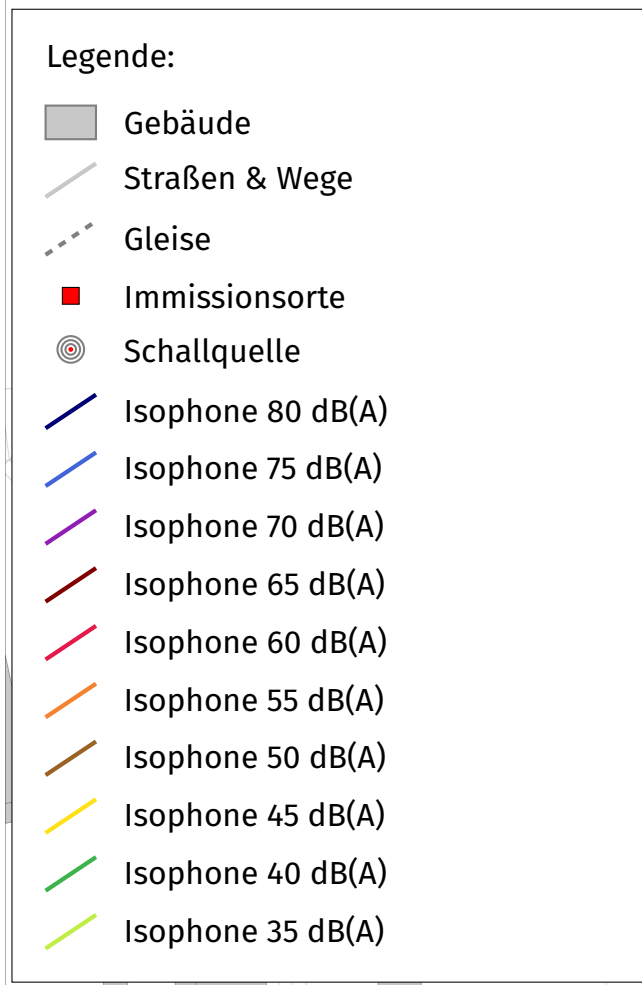 Legende:
Gebäude
Straßen & Wege
Gleise
Immissionsorte
Schallquelle
Isophone 80 dB(A)
Isophone 75 dB(A)
Isophone 70 dB(A)
Isophone 65 dB(A)
Isophone 60 dB(A)
Isophone 55 dB(A)
Isophone 50 dB(A)
Isophone 45 dB(A)
Isophone 40 dB(A)
Isophone 35 dB(A)